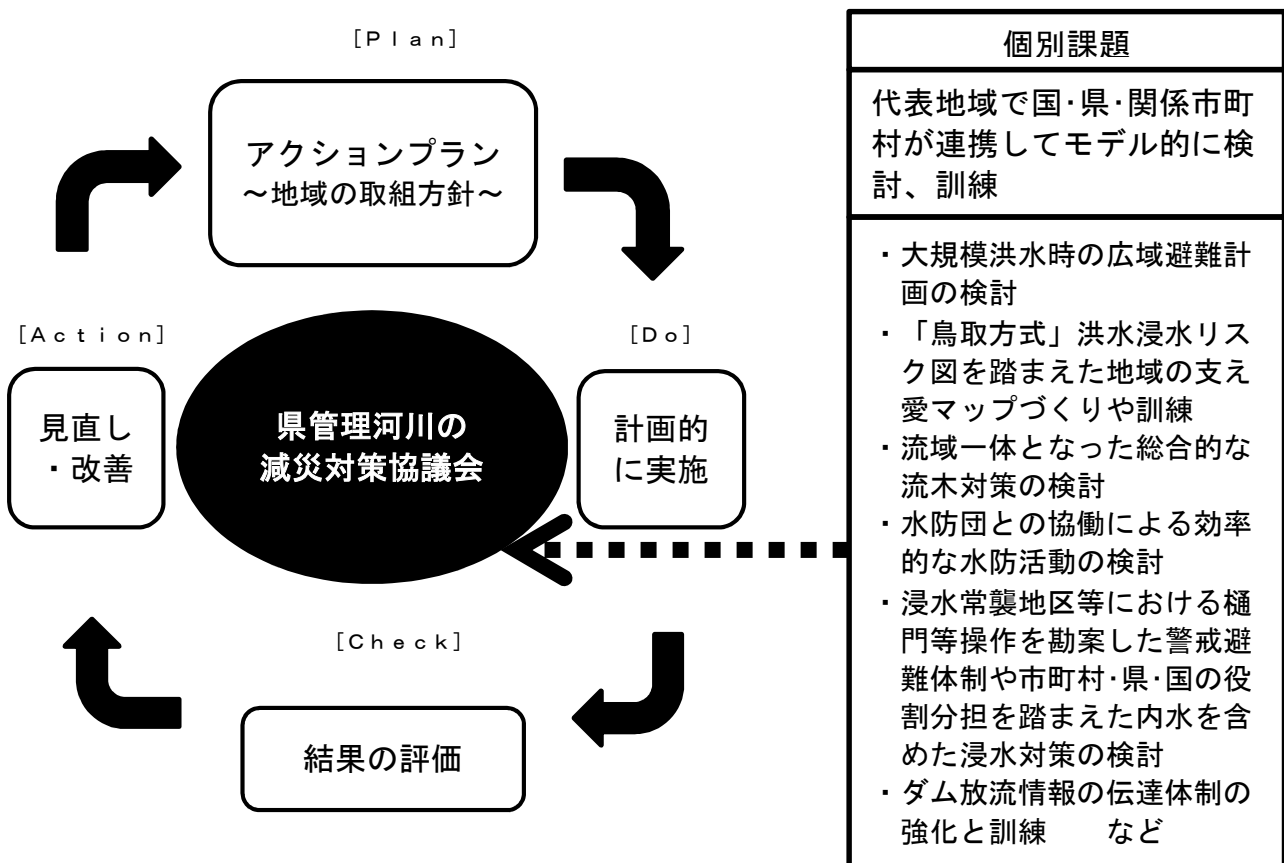 [Plan]
アクションプラン
~地域の取組方針~
[Action]
見直し
・改善
県管理河川の
減災対策協議会
[Do]
計画的
に実施
[Check]
結果の評価
個別課題
代表地域で国・県・関係市町
村が連携してモデル的に検
討、訓練
・大規模洪水時の広域避難計
画の検討
・「鳥取方式」洪水浸水リス
ク図を踏まえた地域の支え
愛マップづくりや訓練
・流域一体となった総合的な
流木対策の検討
・水防団との協働による効率
的な水防活動の検討
・浸水常襲地区等における樋
門等操作を勘案した警戒避
難体制や市町村・県・国の役
割分担を踏まえた内水を含
めた浸水対策の検討
・ダム放流情報の伝達体制の
強化と訓練　　など